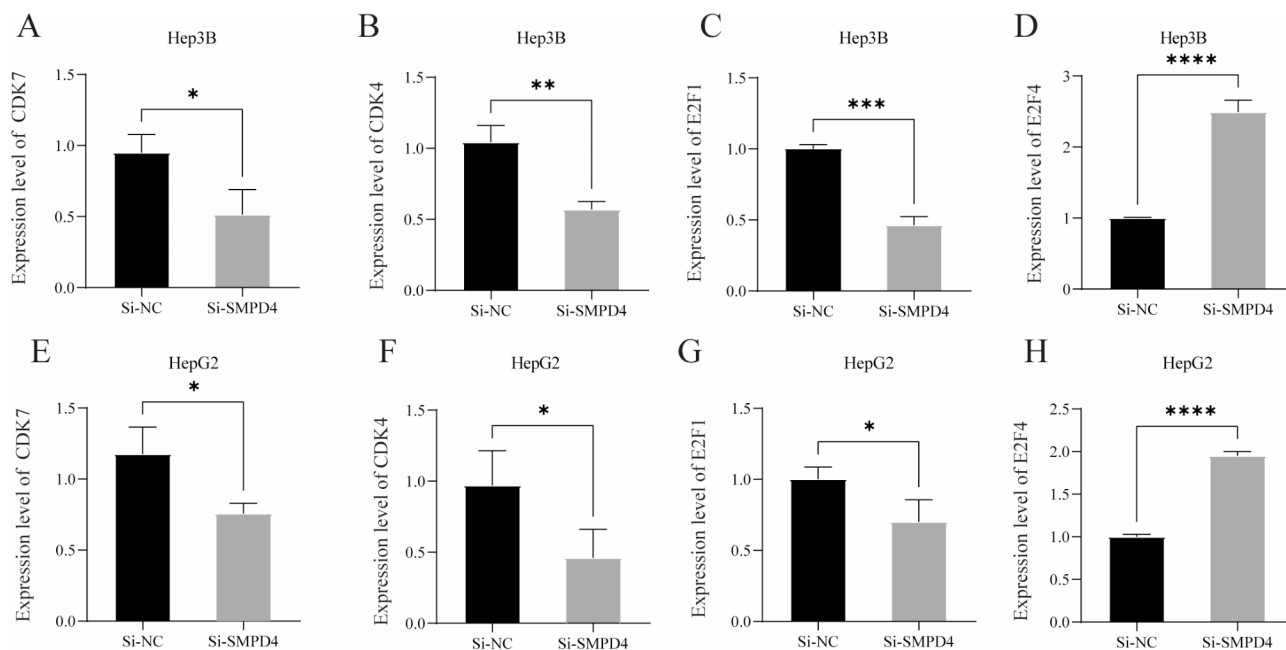 A
Hep3B
*
Expression level of CDK7
1.5
1.0
0.5
0.0
Si-NC Si-SMPD4
B
Hep3B
**
Expression level of CDK4
1.5
1.0
0.5
0.0
Si-NC Si-SMPD4
C
Hep3B
***
Expression level of E2F1
1.5
1.0
0.5
0.0
Si-NC Si-SMPD4
D
Hep3B
****
Expression level of E2F4
3
2
1
0
Si-NC Si-SMPD4
E
HepG2
*
Expression level of CDK7
1.5
1.0
0.5
0.0
Si-NC Si-SMPD4
F
HepG2
*
Expression level of CDK4
1.5
1.0
0.5
0.0
Si-NC Si-SMPD4
G
HepG2
*
Expression level of E2F1
1.5
1.0
0.5
0.0
Si-NC Si-SMPD4
H
HepG2
****
Expression level of E2F4
2.5
2.0
1.5
1.0
0.5
0.0
Si-NC Si-SMPD4